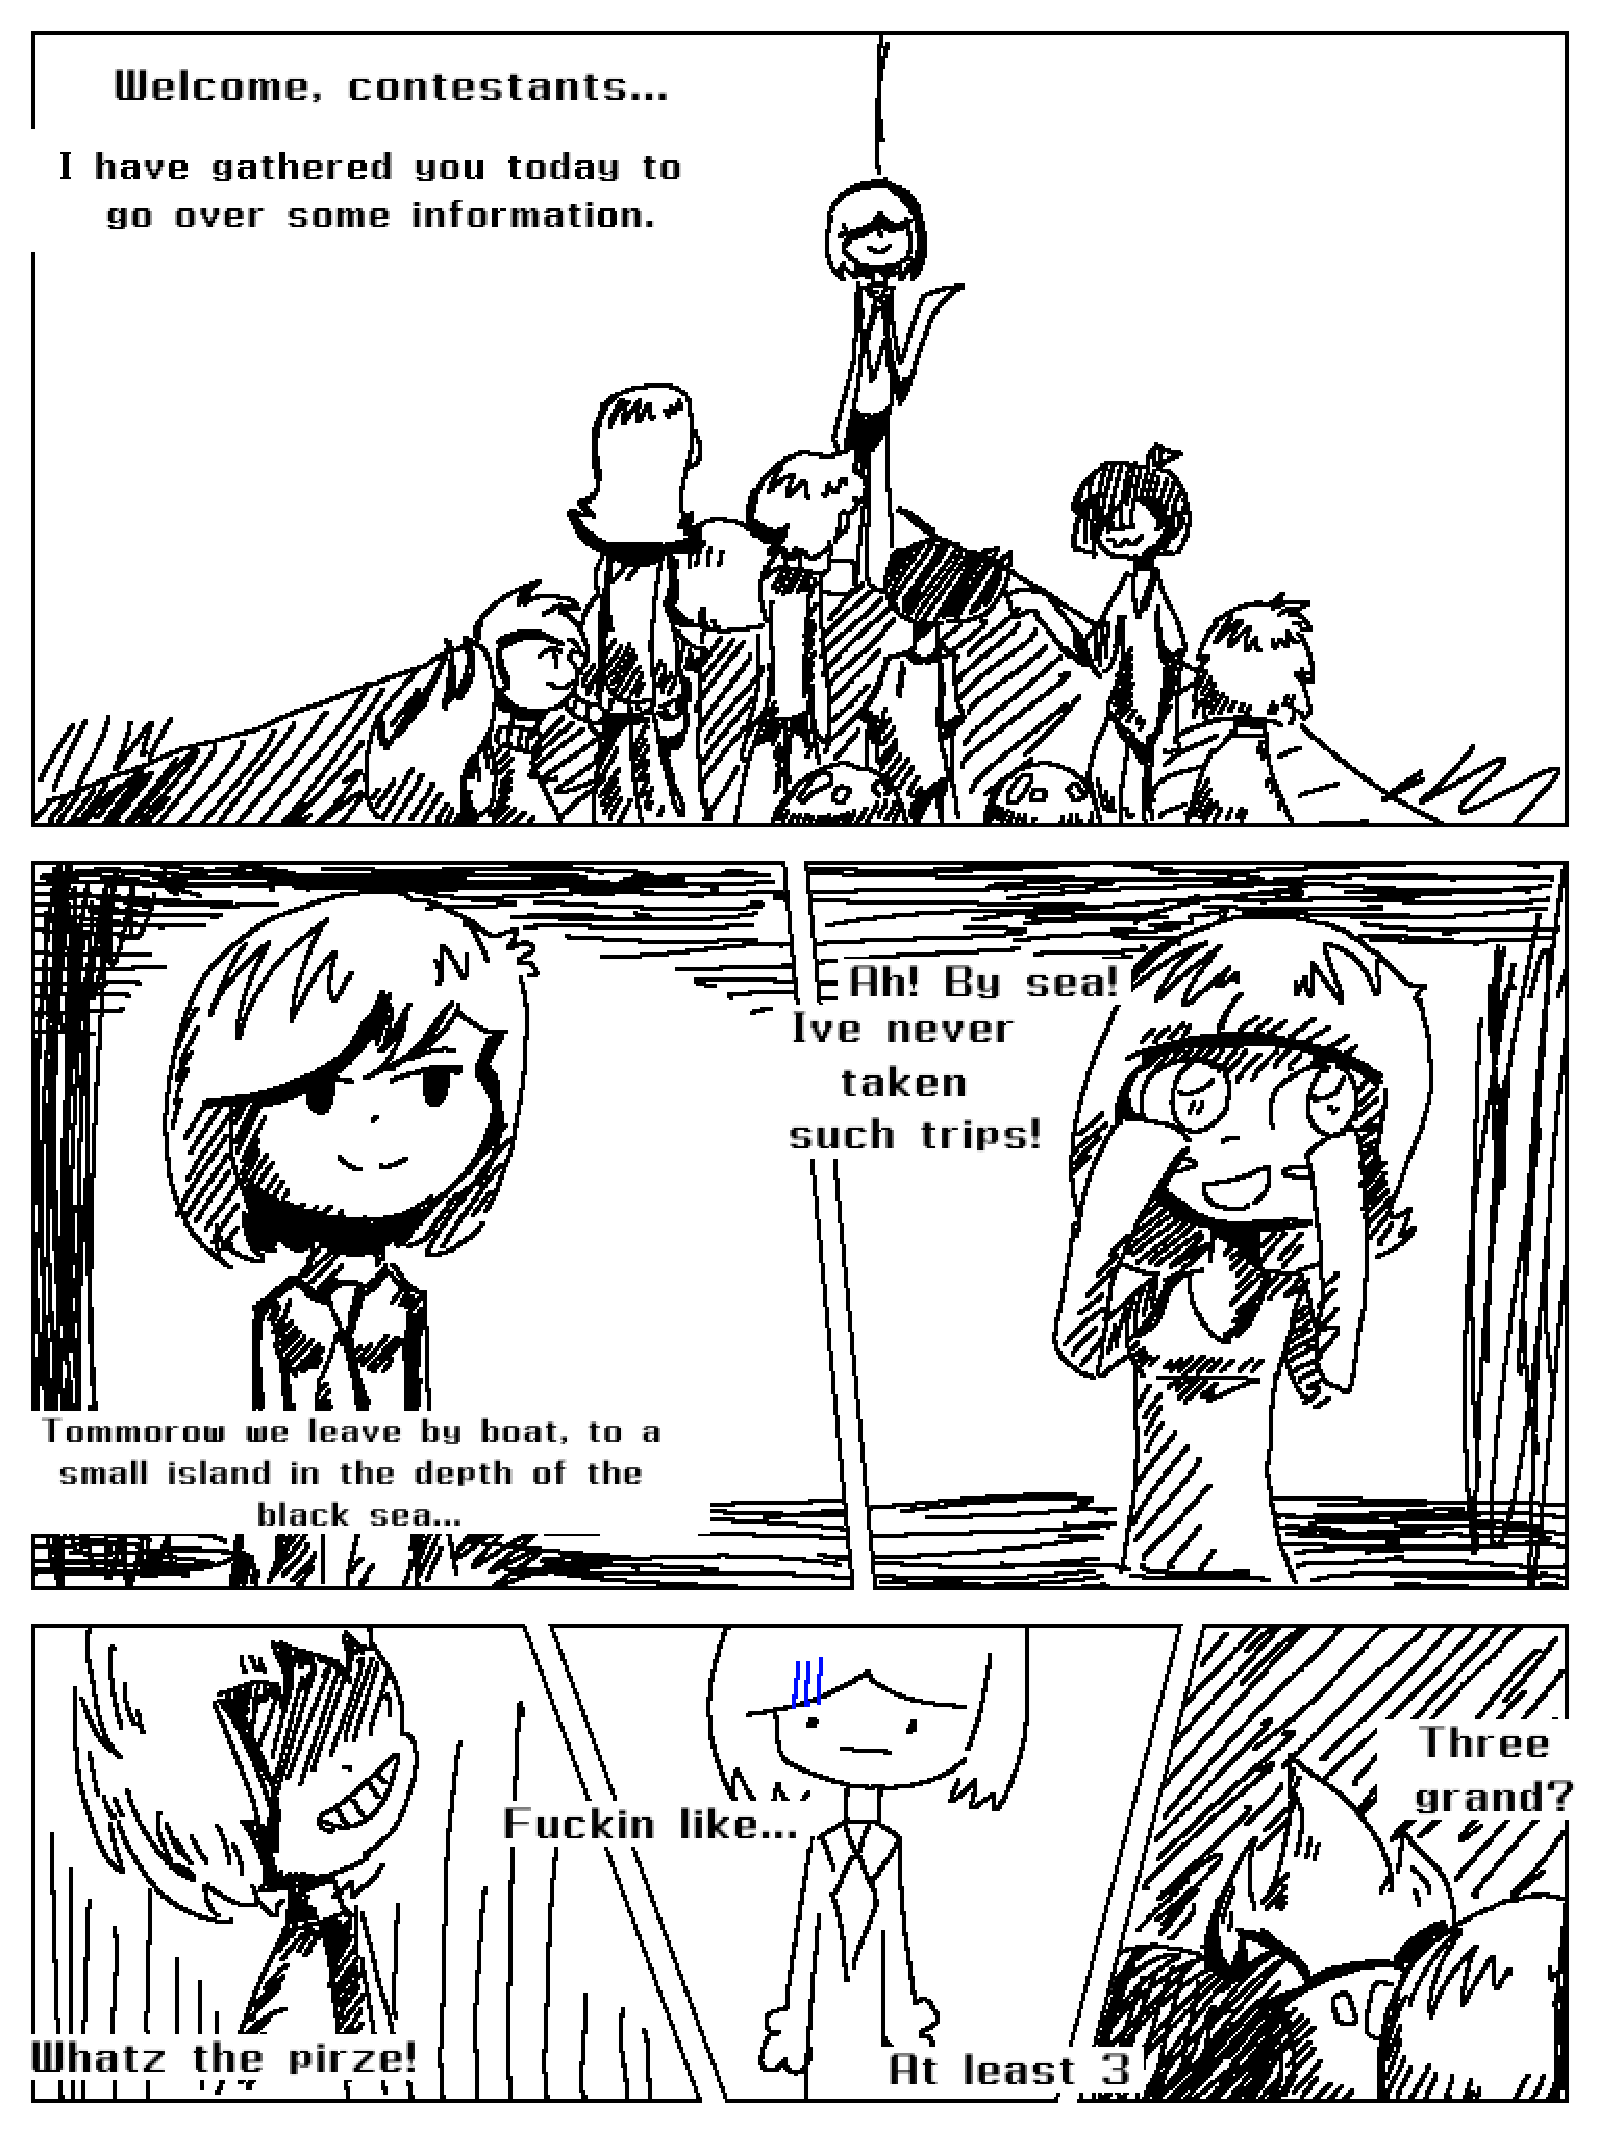 Welcome, contestants...
I have gathered you today to
go over some information.
Tommorow we leave by boat, to a
small island in the depth of the
black sea...
Ah! By sea!
Ive never
taken
such trips!
Whatz the pirze!
Fuckin like...
At least 3
Three
grand?